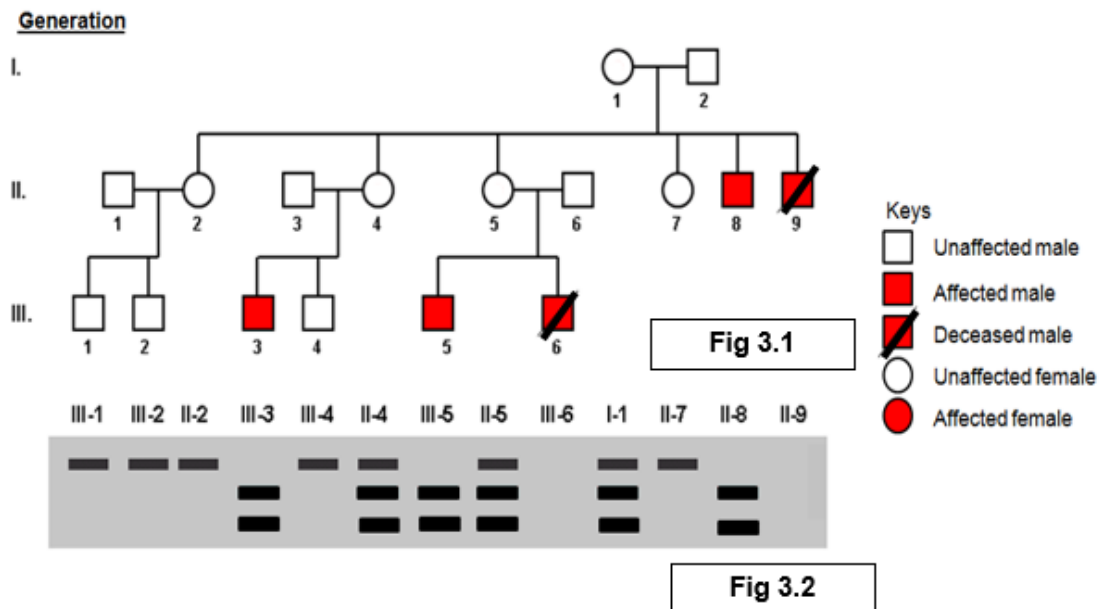 Generation
I.
1 2
II.
1 2 3 4 5 6 7 8 9
III.
1 2 3 4 5 6
Keys
Unaffected male
Affected male
Deceased male
Unaffected female
Affected female
Fig 3.1
III-1 III-2 II-2 III-3 III-4 II-4 III-5 II-5 III-6 I-1 II-7 II-8 II-9
Fig 3.2